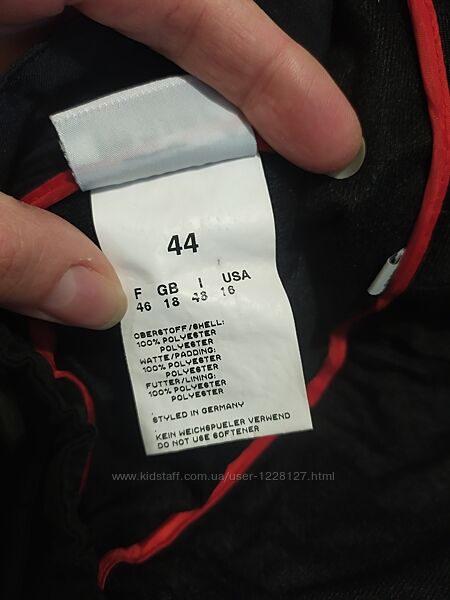 44
F GB I USA
46 18 48 16
OBERSTOFF/SHELL:
100% POLYESTER
POLYESTER
WATTE/PADDING:
100% POLYESTER
POLYESTER
FUTTER/LINING:
100% POLYESTER
POLYESTER
STYLED IN GERMANY
KEIN WEICHSPUELER VERWEND
DO NOT USE SOFTENER
www.kidstaff.com.ua/user-1228127.html